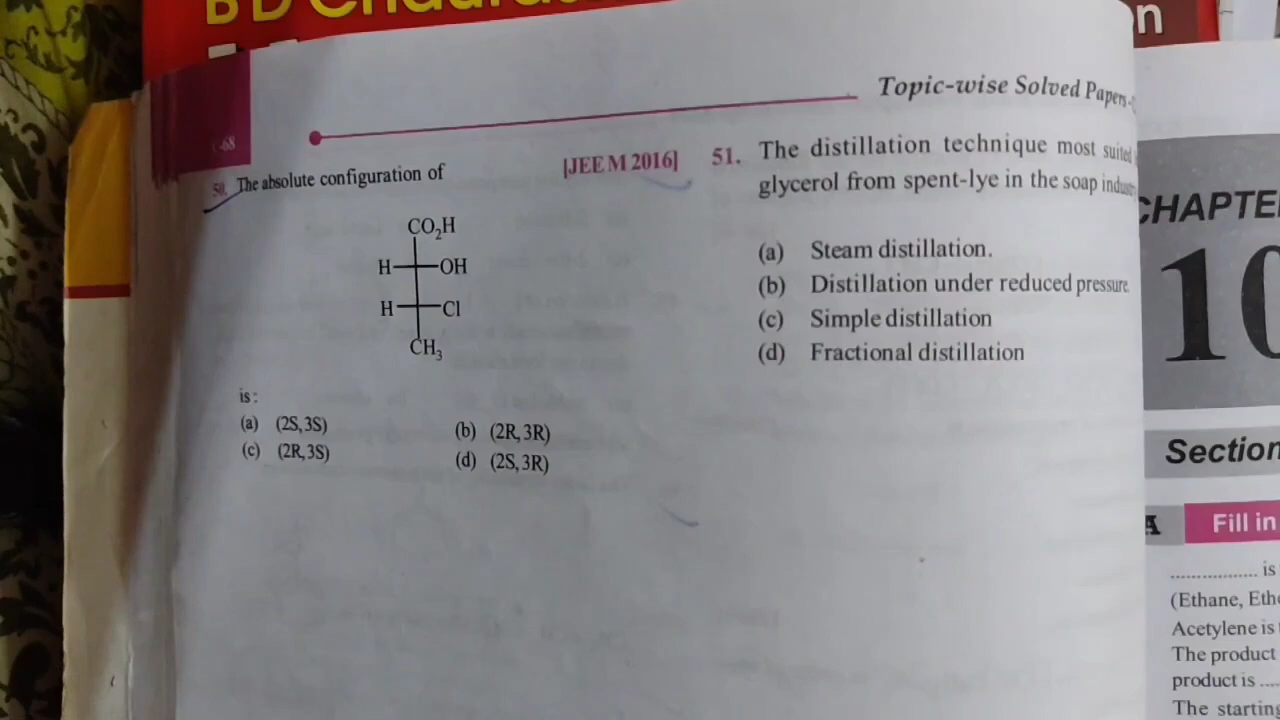 B D
n
C-68
Topic-wise Solved Papers-
50. The absolute configuration of [JEE M 2016]
CO2H
H OH
H Cl
CH3
is:
(a) (2S, 3S) (b) (2R, 3R)
(c) (2R, 3S) (d) (2S, 3R)
51. The distillation technique most suited
glycerol from spent-lye in the soap
(a) Steam distillation.
(b) Distillation under reduced pressure.
(c) Simple distillation
(d) Fractional distillation
CHAPTE
10
Section
A Fill in
............... is
(Ethane, Eth
Acetylene is
The product
product is ....
The starting